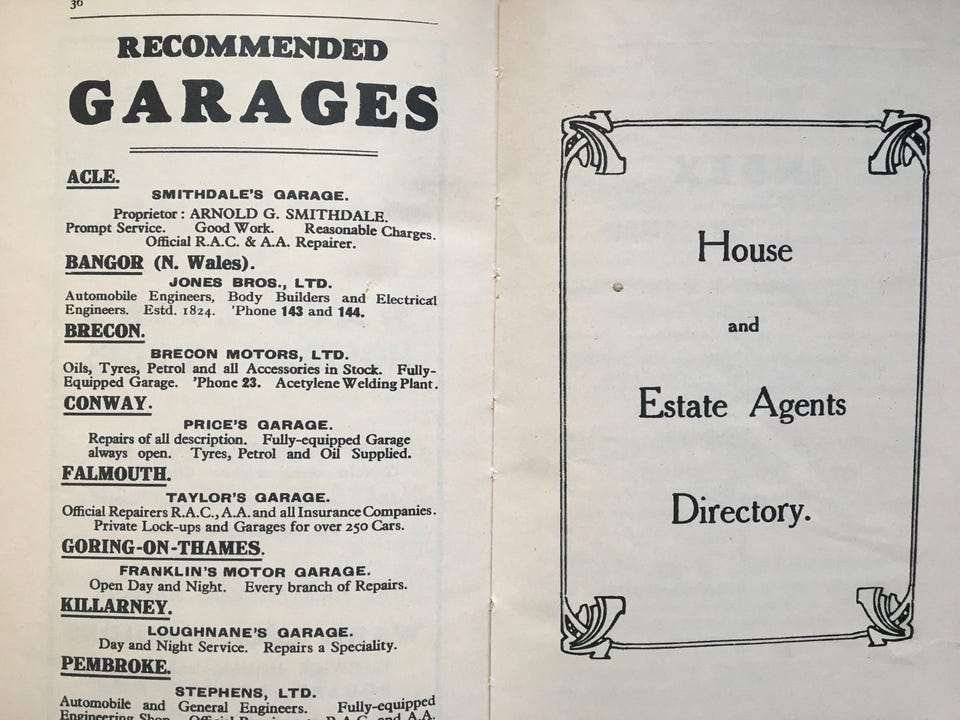 36
RECOMMENDED
GARAGES
ACLE.
SMITHDALE'S GARAGE.
Proprietor : ARNOLD G. SMITHDALE.
Prompt Service. Good Work. Reasonable Charges.
Official R.A.C. & A.A. Repairer.
BANGOR (N. Wales).
JONES BROS., LTD.
Automobile Engineers, Body Builders and Electrical
Engineers. Estd. 1824. 'Phone 143 and 144.
BRECON.
BRECON MOTORS, LTD.
Oils, Tyres, Petrol and all Accessories in Stock. Fully-
Equipped Garage. 'Phone 23. Acetylene Welding Plant.
CONWAY.
PRICE'S GARAGE.
Repairs of all description. Fully-equipped Garage
always open. Tyres, Petrol and Oil Supplied.
FALMOUTH.
TAYLOR'S GARAGE.
Official Repairers R.A.C., A.A. and all Insurance Companies.
Private Lock-ups and Garages for over 250 Cars.
GORING-ON-THAMES.
FRANKLIN'S MOTOR GARAGE.
Open Day and Night. Every branch of Repairs.
KILLARNEY.
LOUGHNANE'S GARAGE.
Day and Night Service. Repairs a Speciality.
PEMBROKE.
STEPHENS, LTD.
Automobile and General Engineers. Fully-equipped
Engineering Shop. Official R.A.C. and A.A.
House
and
Estate Agents
Directory.